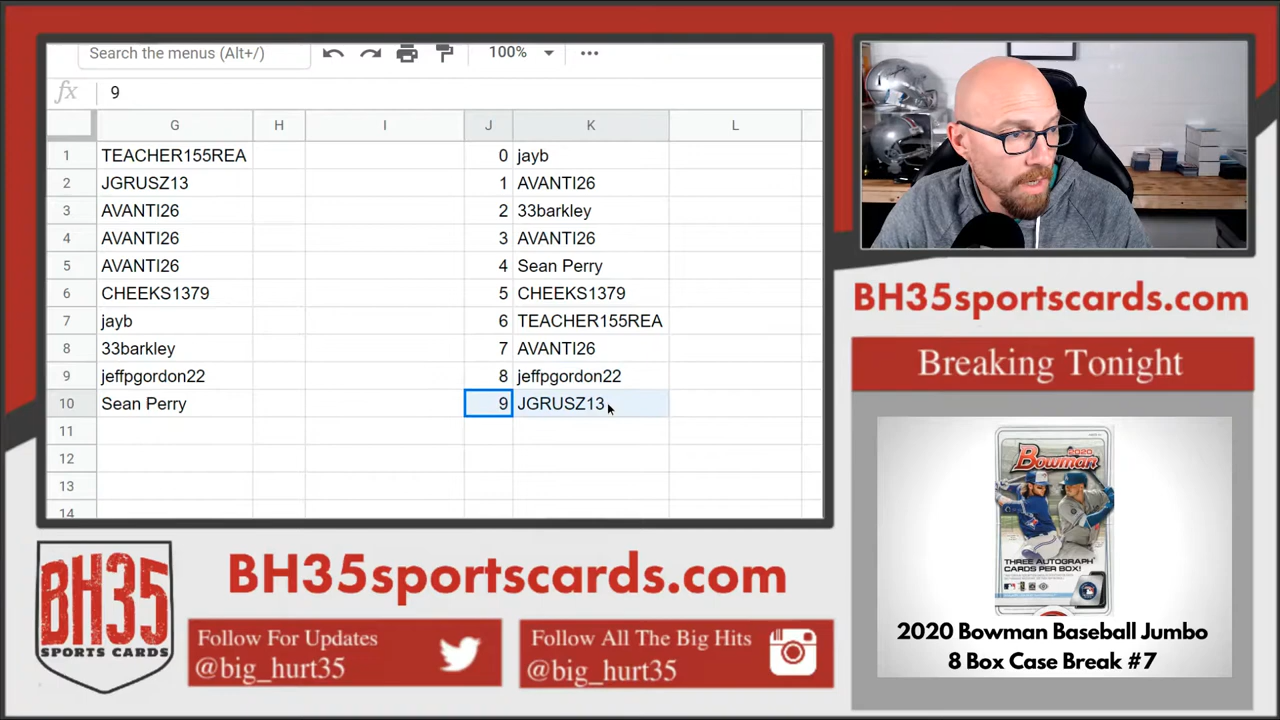 Search the menus (Alt+/)
100%
fx 9
G H I J K L
1 TEACHER155REA 0 jayb
2 JGRUSZ13 1 AVANTI26
3 AVANTI26 2 33barkley
4 AVANTI26 3 AVANTI26
5 AVANTI26 4 Sean Perry
6 CHEEKS1379 5 CHEEKS1379
7 jayb 6 TEACHER155REA
8 33barkley 7 AVANTI26
9 jeffpgordon22 8 jeffpgordon22
10 Sean Perry 9 JGRUSZ13
11
12
13
14
BH35sportscards.com
Breaking Tonight
2020
Bowman
THREE AUTOGRAPH
CARDS PER BOX!
2020 Bowman Baseball Jumbo
8 Box Case Break #7
BH35
SPORTS CARDS
BH35sportscards.com
Follow For Updates
@big_hurt35
Follow All The Big Hits
@big_hurt35